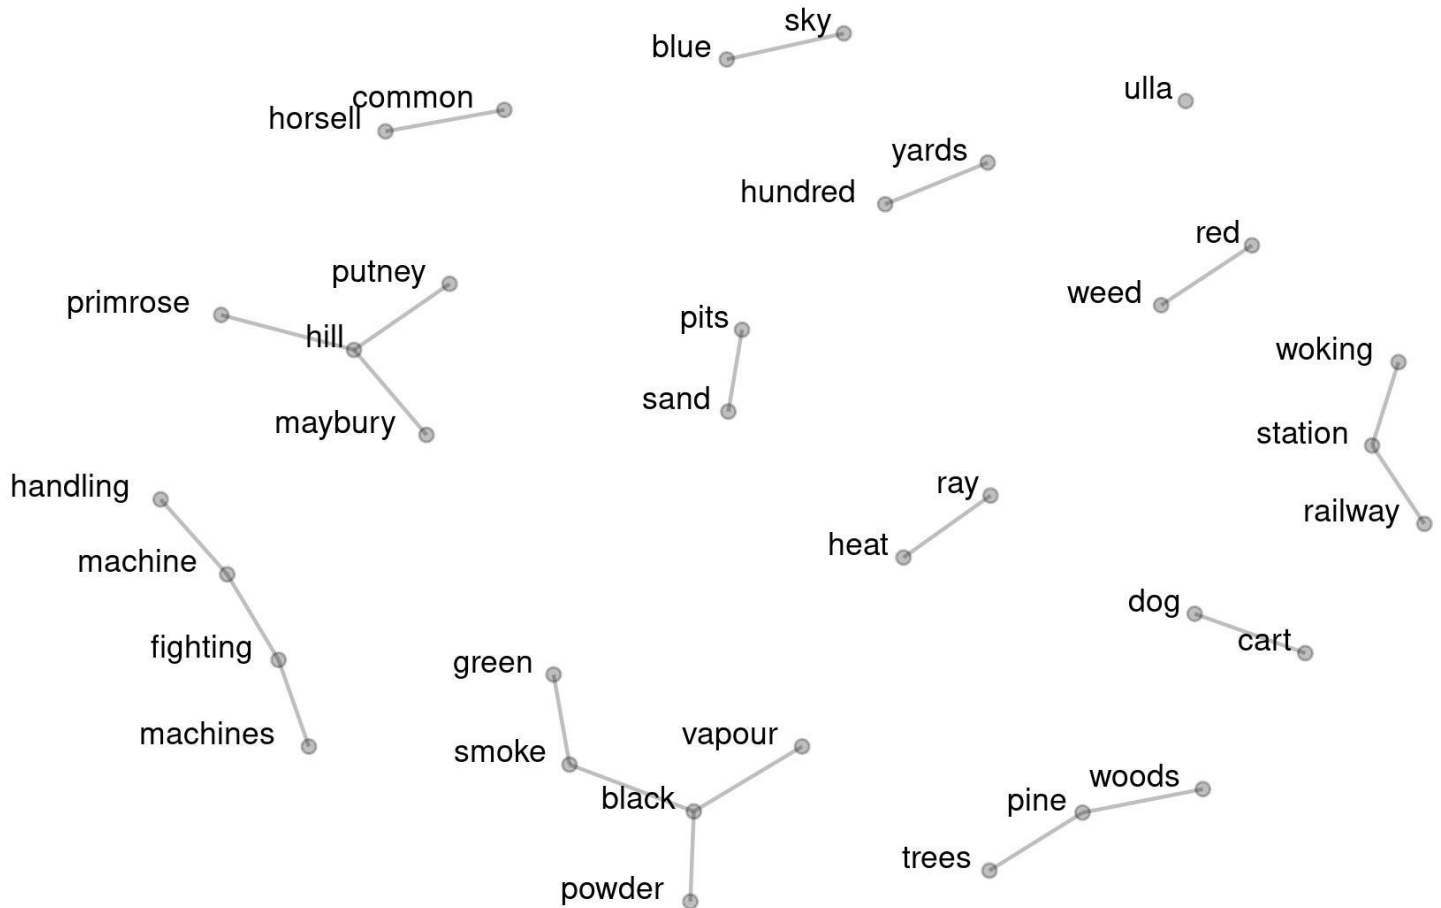 sky
blue
ulla
common
horsell
yards
hundred
red
putney
weed
primrose
pits
hill
woking
sand
maybury
station
ray
handling
railway
heat
machine
dog
cart
fighting
green
machines
vapour
smoke
woods
black
pine
trees
powder